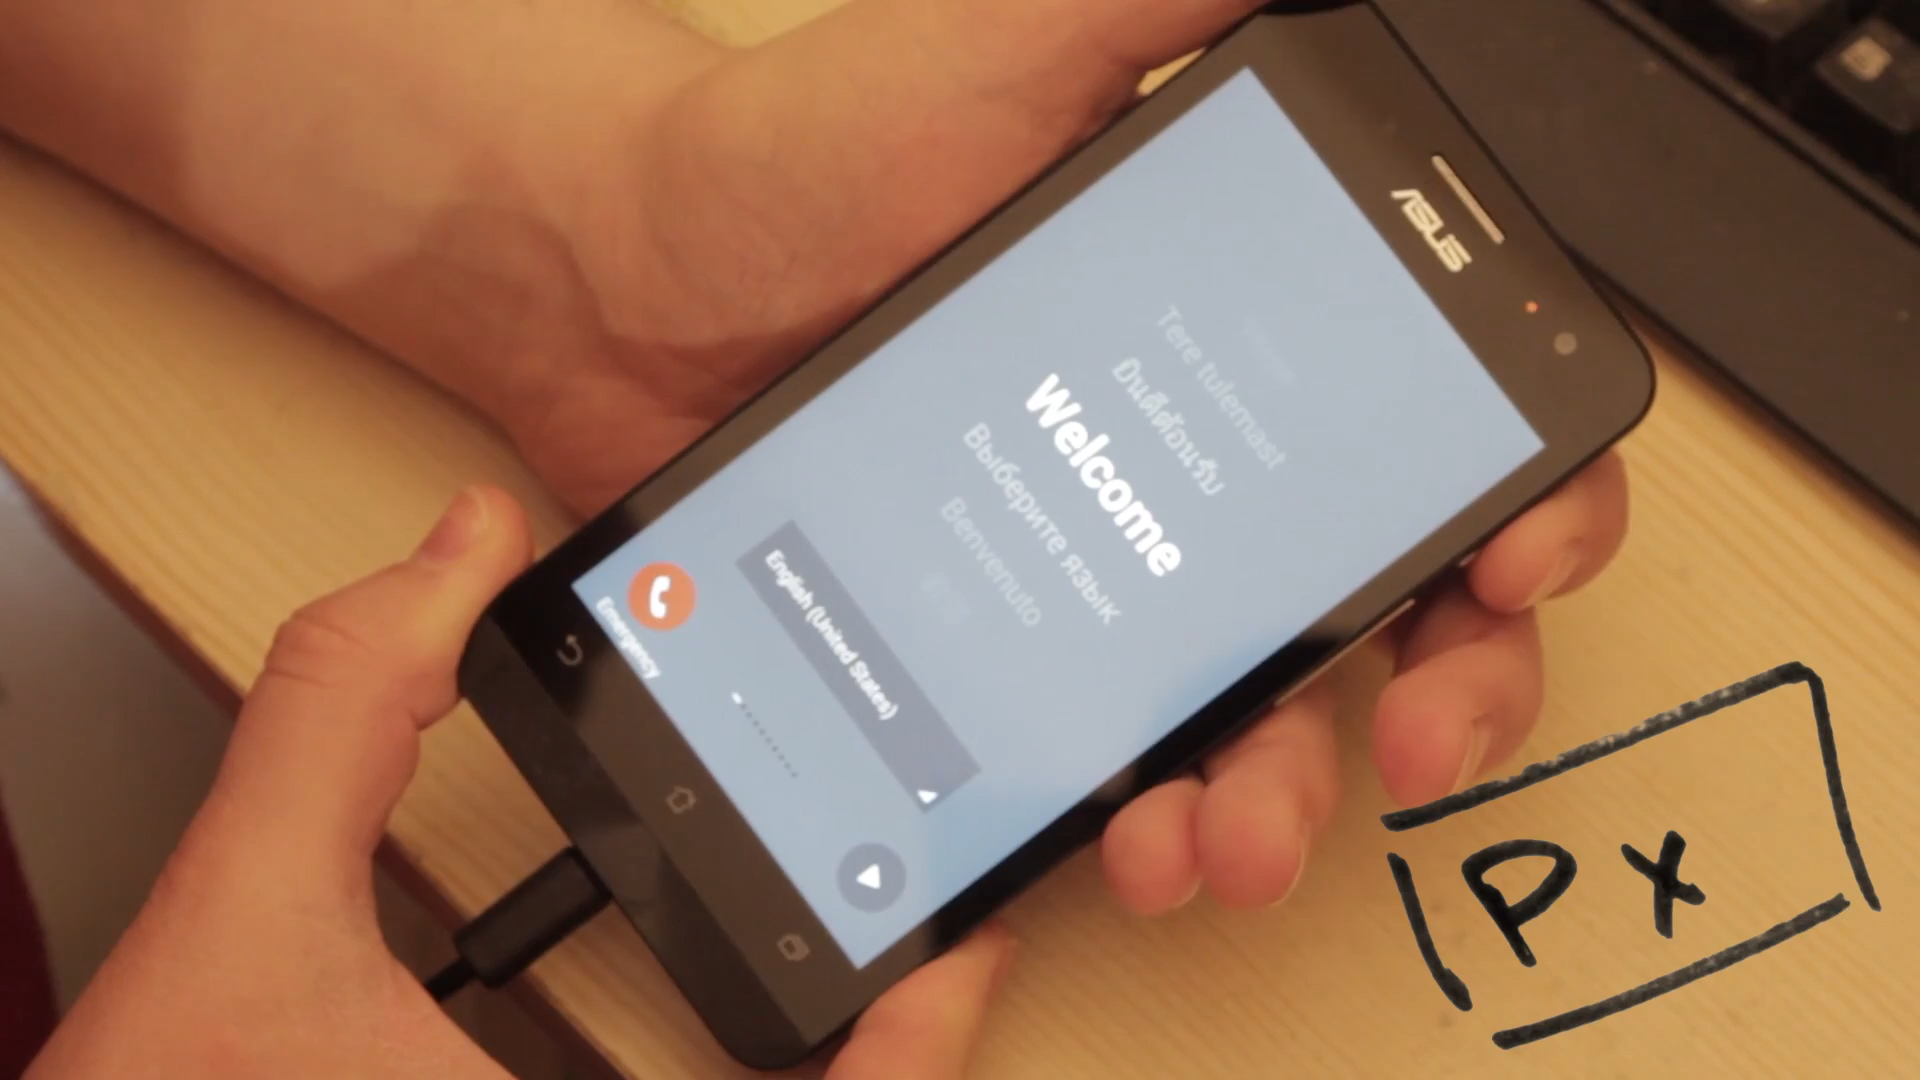 ASUS
Tere tulemast
ยินดีต้อนรับ
Welcome
Выберите язык
Benvenuto
English (United States)
Emergency
Px